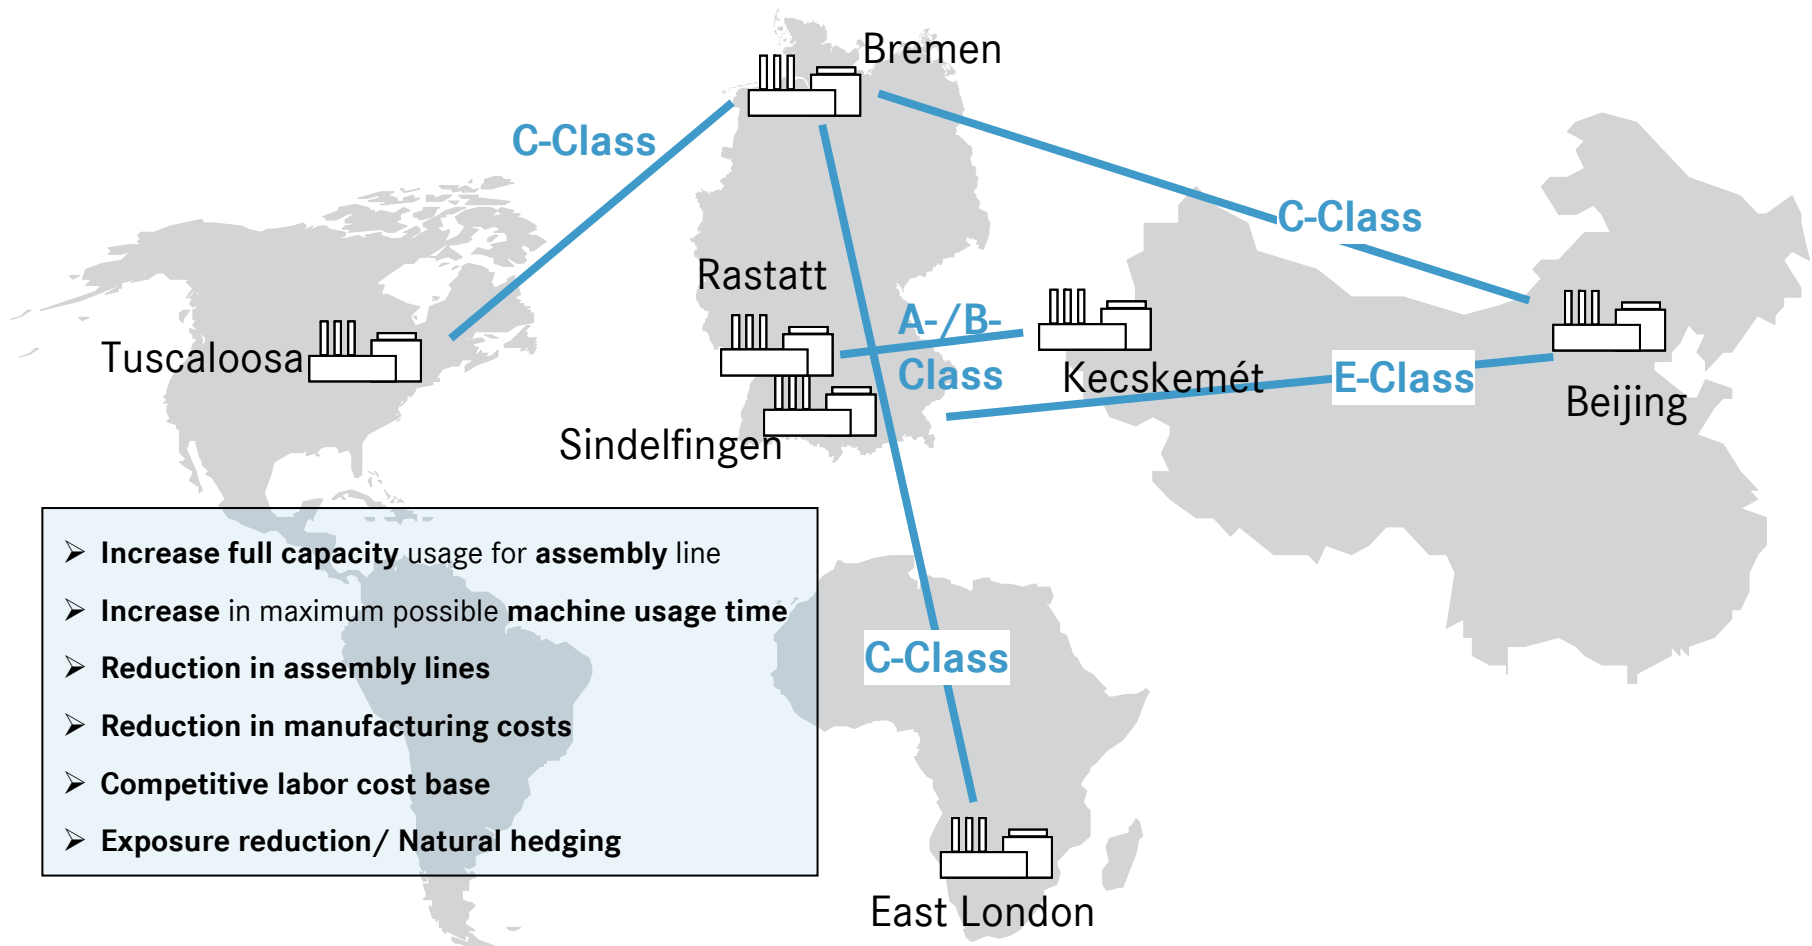 Bremen
C-Class
C-Class
Rastatt
A-/B-
Class
Tuscaloosa
Kecskemét
E-Class
Beijing
Sindelfingen
➢ Increase full capacity usage for assembly line
➢ Increase in maximum possible machine usage time
➢ Reduction in assembly lines
➢ Reduction in manufacturing costs
➢ Competitive labor cost base
➢ Exposure reduction/ Natural hedging
C-Class
East London